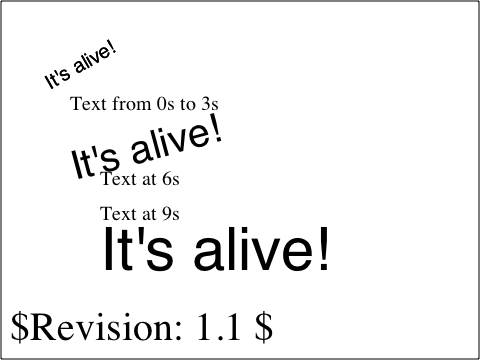 It's alive!
Text from 0s to 3s
It's alive!
Text at 6s
Text at 9s
It's alive!
$Revision: 1.1 $